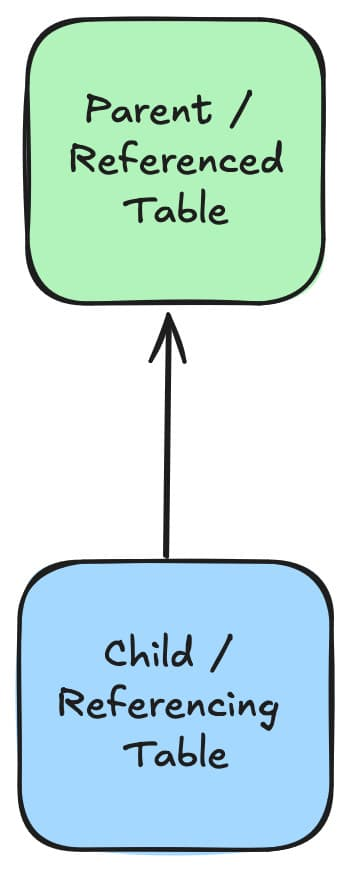 Parent /
Referenced
Table
Child /
Referencing
Table